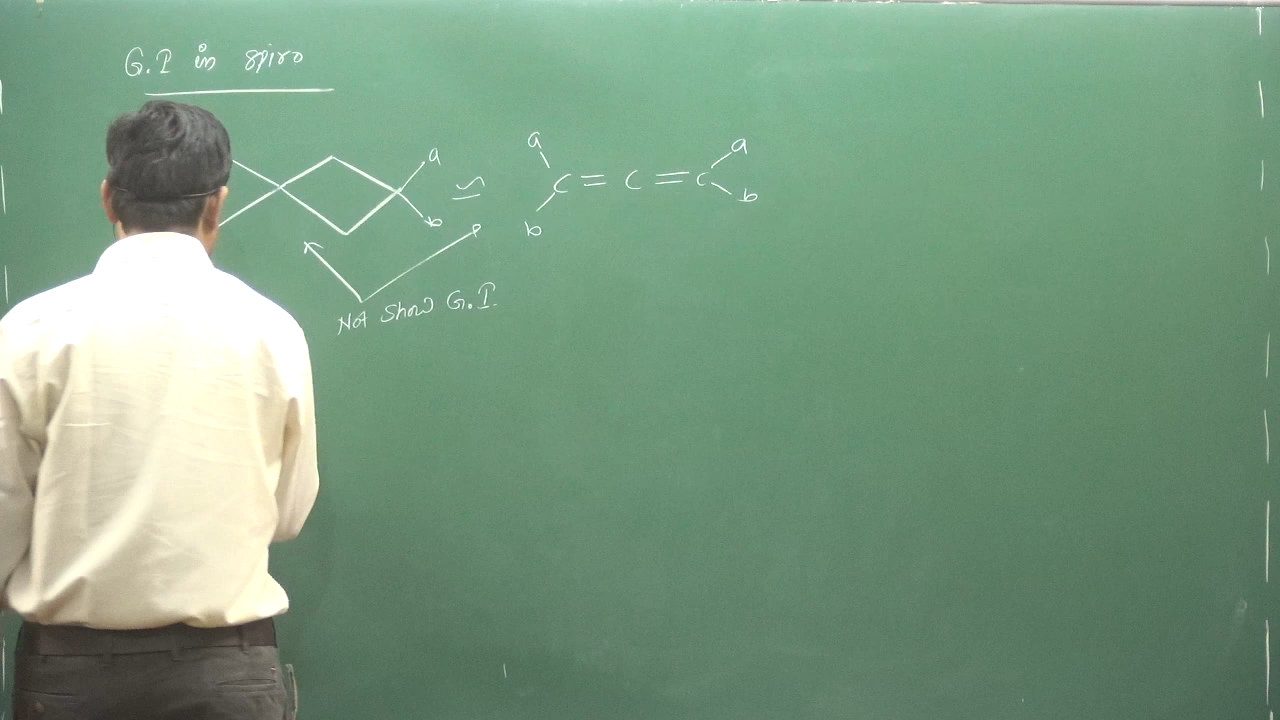 G.I in spiro
a a a
≃ C = C = C
b b b
Not Show G.I.